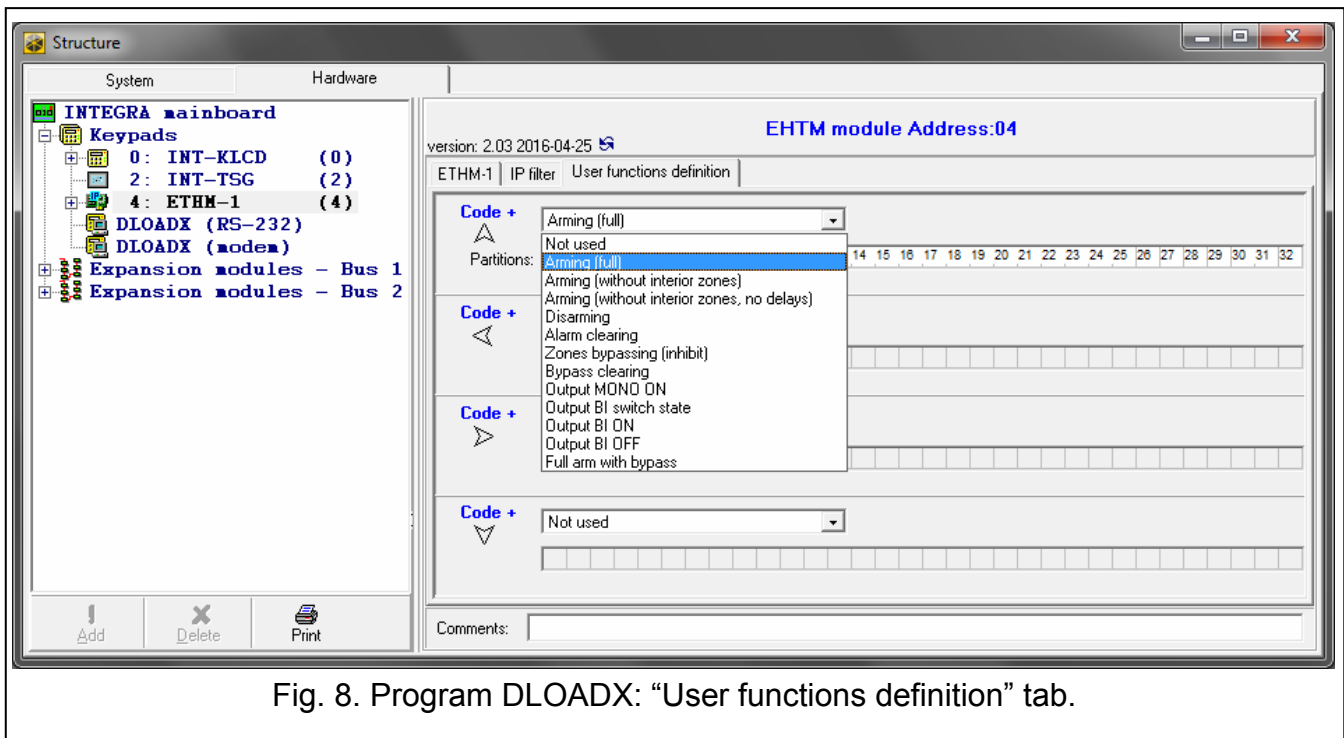 Structure
System Hardware
INTEGRA mainboard
Keypads
0: INT-KLCD (0)
2: INT-TSG (2)
4: ETHM-1 (4)
DLOADX (RS-232)
DLOADX (modem)
Expansion modules - Bus 1
Expansion modules - Bus 2
Add Delete Print
EHTM module Address:04
version: 2.03 2016-04-25
ETHM-1 IP filter User functions definition
Code + Arming (full)
Partitions: 14 15 16 17 18 19 20 21 22 23 24 25 26 27 28 29 30 31 32
Not used
Arming (full)
Arming (without interior zones)
Arming (without interior zones, no delays)
Disarming
Alarm clearing
Zones bypassing (inhibit)
Bypass clearing
Output MONO ON
Output BI switch state
Output BI ON
Output BI OFF
Full arm with bypass
Code +
Code +
Code + Not used
Comments:
Fig. 8. Program DLOADX: “User functions definition” tab.